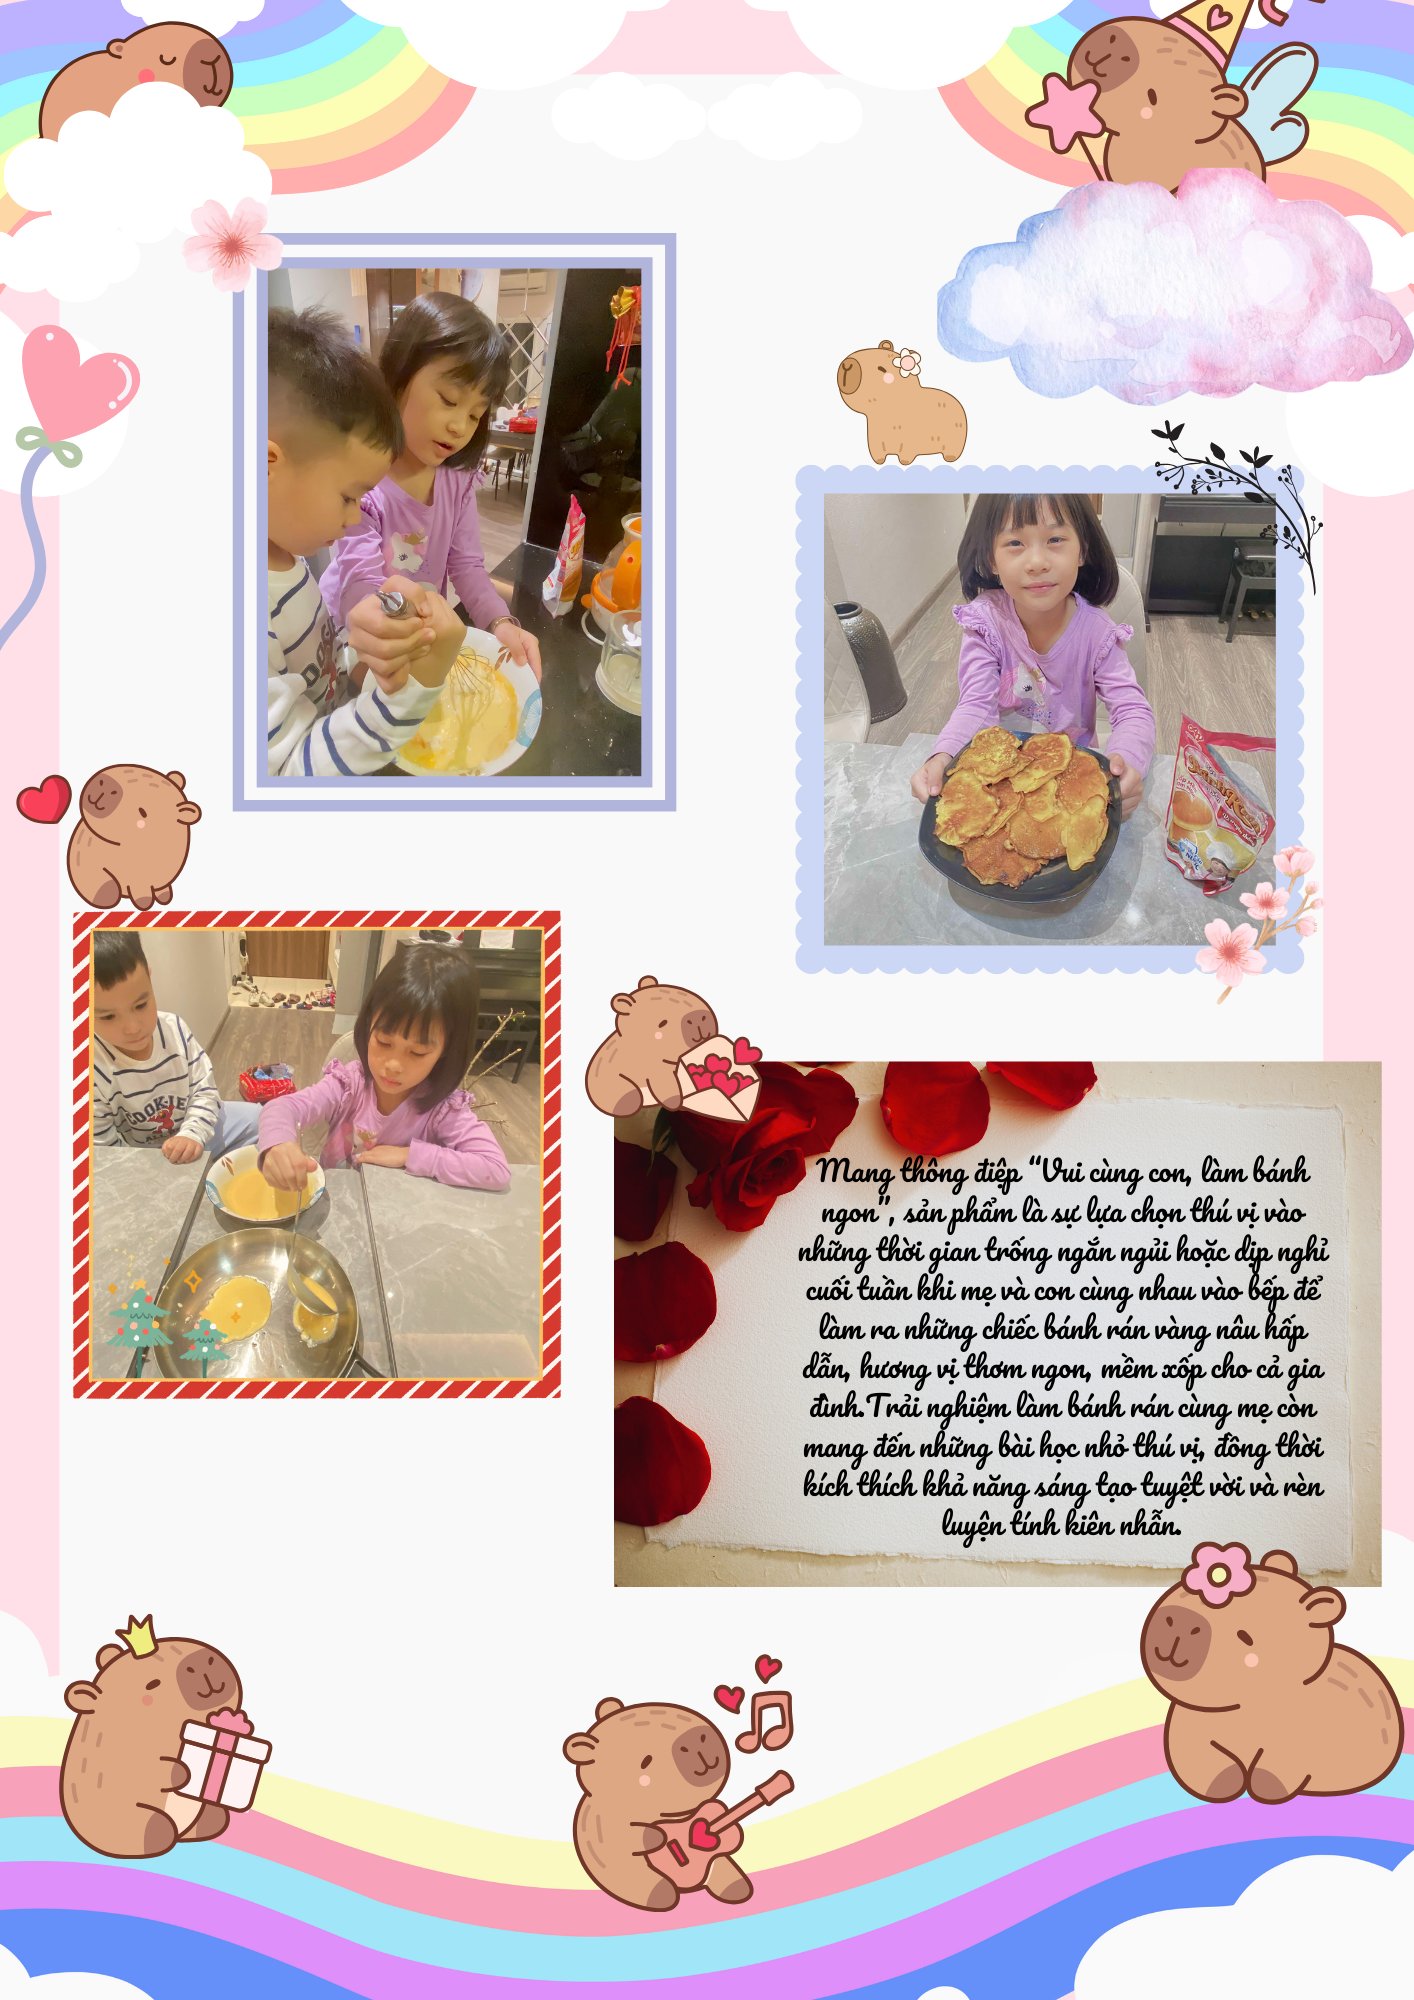 Mang thông điệp “Vui cùng con, làm bánh
ngon”, sản phẩm là sự lựa chọn thú vị vào
những thời gian trống ngắn ngủi hoặc dịp nghỉ
cuối tuần khi mẹ và con cùng nhau vào bếp để
làm ra những chiếc bánh rán vàng nâu hấp
dẫn, hương vị thơm ngon, mềm xốp cho cả gia
đình.Trải nghiệm làm bánh rán cùng mẹ còn
mang đến những bài học nhỏ thú vị, đồng thời
kích thích khả năng sáng tạo tuyệt vời và rèn
luyện tính kiên nhẫn.